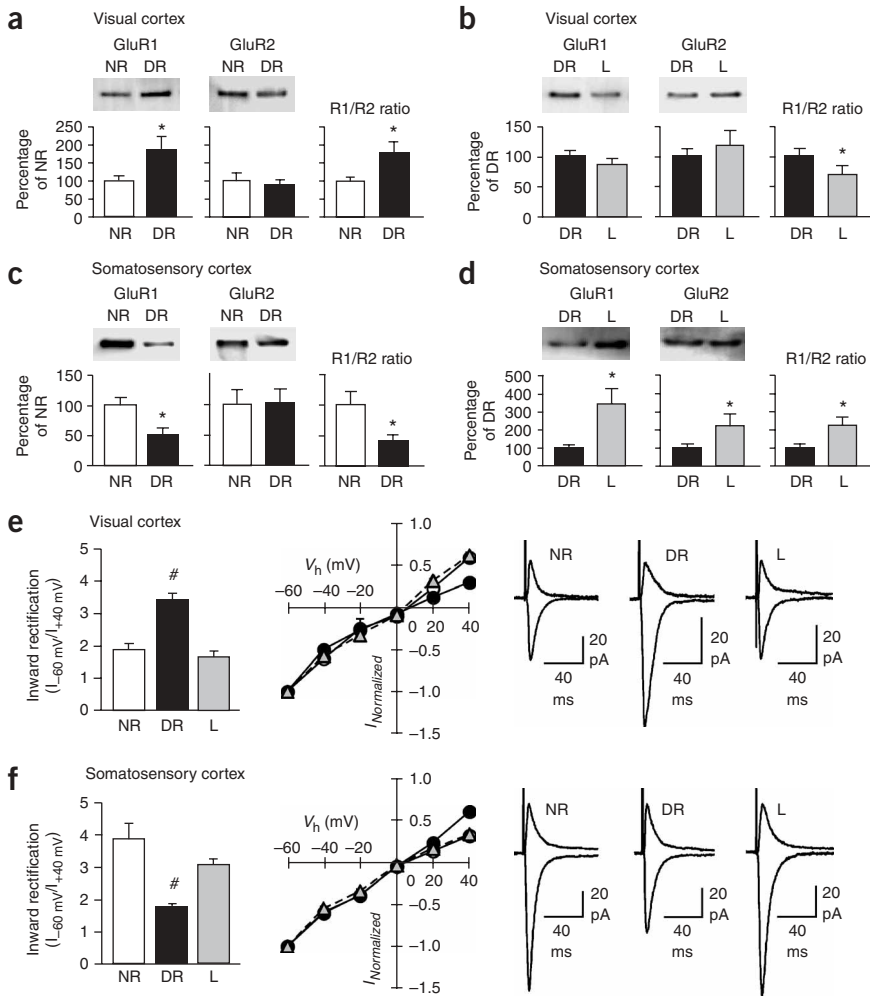 a
Visual cortex
GluR1 GluR2
NR DR NR DR
R1/R2 ratio
Percentage of NR
250
200
150
100
50
0
* *
NR DR NR DR NR DR
b
Visual cortex
GluR1 GluR2
DR L DR L
R1/R2 ratio
Percentage of DR
150
100
50
0
*
DR L DR L DR L
c
Somatosensory cortex
GluR1 GluR2
NR DR NR DR
R1/R2 ratio
Percentage of NR
150
100
50
0
* *
NR DR NR DR NR DR
d
Somatosensory cortex
GluR1 GluR2
DR L DR L
R1/R2 ratio
Percentage of DR
500
400
300
200
100
0
* * *
DR L DR L DR L
e
Visual cortex
Inward rectification
(I–60 mV/I+40 mV)
5
4
3
2
1
0
#
NR DR L
Vh (mV)
–60 –40 –20
0 20 40
1.0
0.5
–0.5
–1.0
–1.5
INormalized
NR DR L
20 pA
40 ms
20 pA
40 ms
20 pA
40 ms
f
Somatosensory cortex
Inward rectification
(I–60 mV/I+40 mV)
5
4
3
2
1
0
#
NR DR L
Vh (mV)
–60 –40 –20
0 20 40
1.0
0.5
–0.5
–1.0
–1.5
INormalized
NR DR L
20 pA
40 ms
20 pA
40 ms
20 pA
40 ms